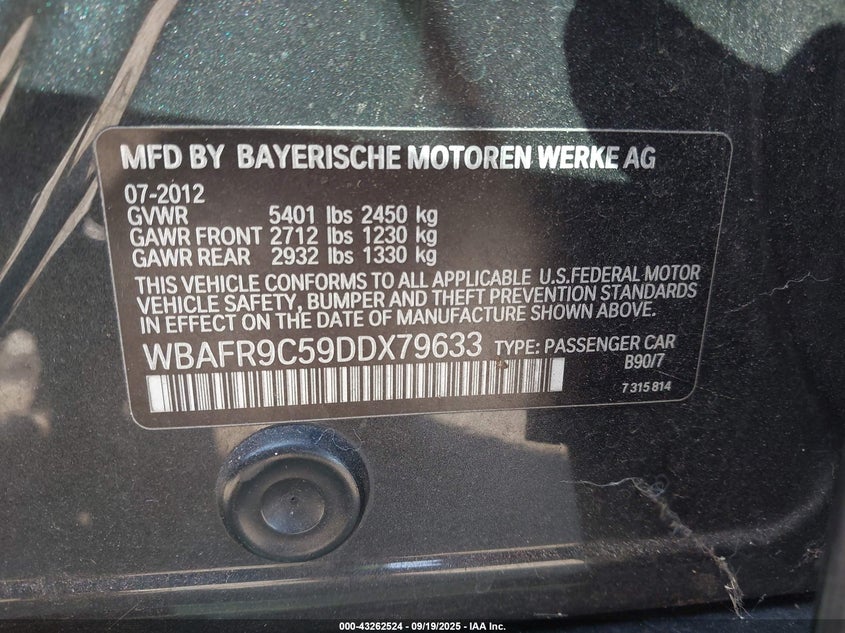 MFD BY BAYERISCHE MOTOREN WERKE AG
07-2012
GVWR 5401 lbs 2450 kg
GAWR FRONT 2712 lbs 1230 kg
GAWR REAR 2932 lbs 1330 kg
THIS VEHICLE CONFORMS TO ALL APPLICABLE U.S.FEDERAL MOTOR
VEHICLE SAFETY, BUMPER AND THEFT PREVENTION STANDARDS
IN EFFECT ON THE DATE OF MANUFACTURE SHOWN ABOVE.
WBAFR9C59DDX79633 TYPE: PASSENGER CAR
B90/7
7 315 814
000-43262524 - 09/19/2025 - IAA Inc.